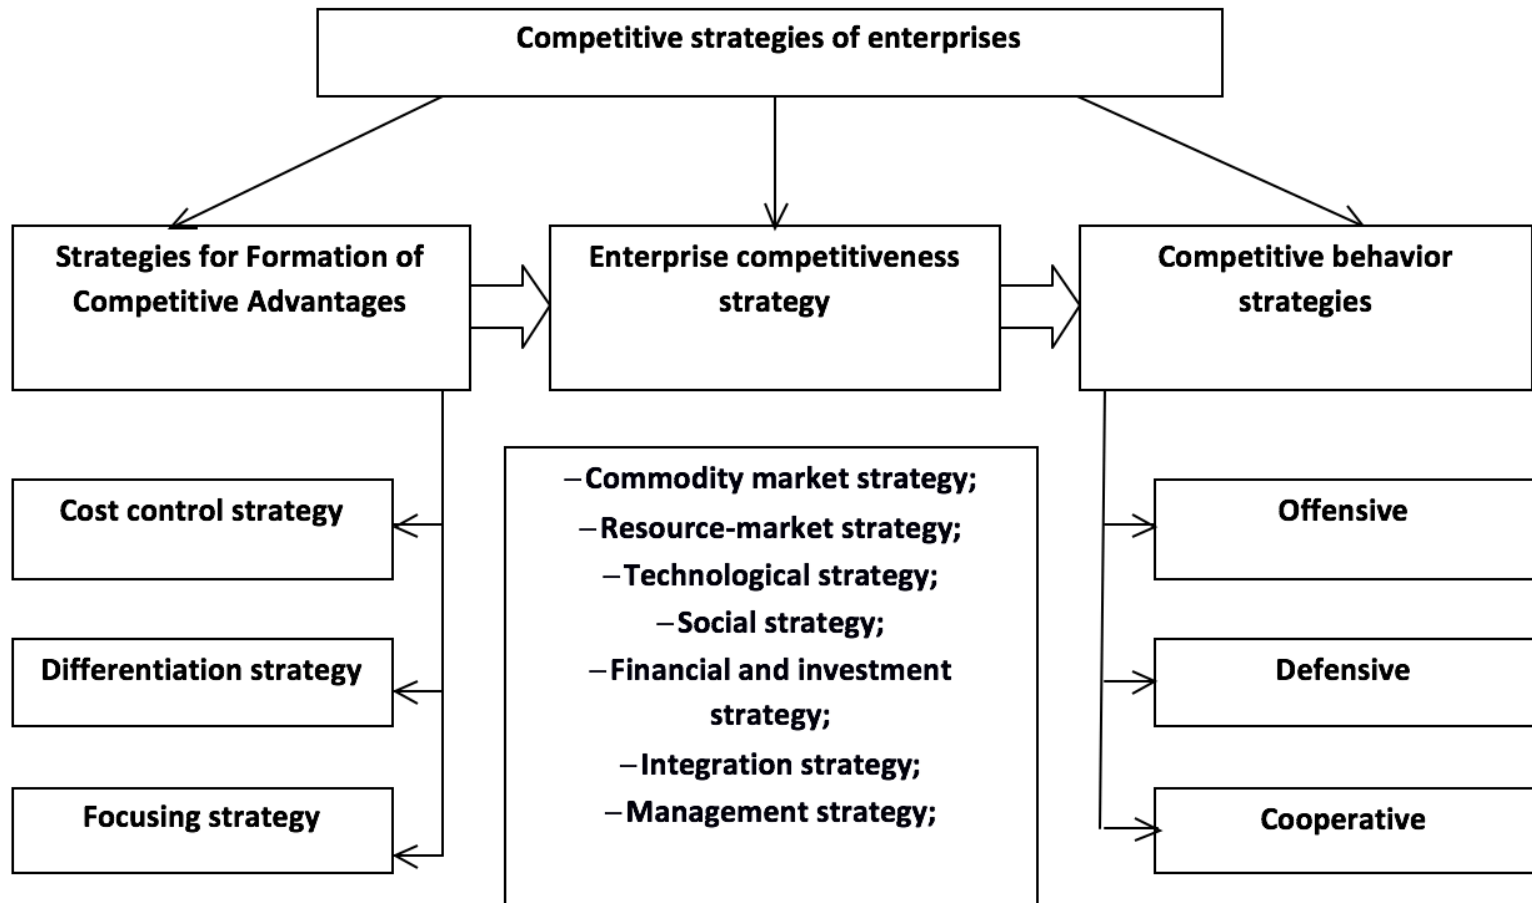 Competitive strategies of enterprises
Strategies for Formation of
Competitive Advantages
Enterprise competitiveness
strategy
Competitive behavior
strategies
Cost control strategy
Differentiation strategy
Focusing strategy
–Commodity market strategy;
–Resource-market strategy;
–Technological strategy;
–Social strategy;
–Financial and investment
strategy;
–Integration strategy;
–Management strategy;
Offensive
Defensive
Cooperative